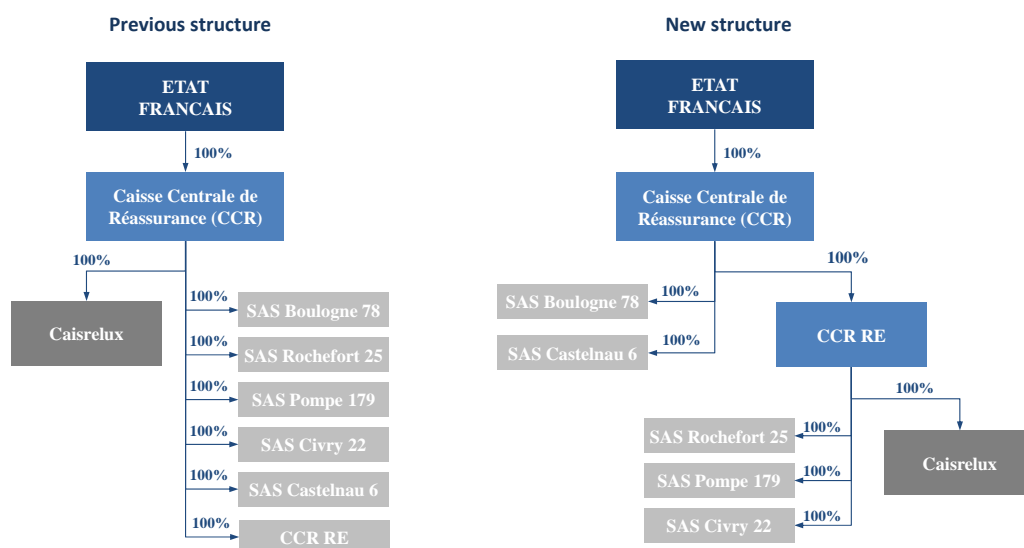 Previous structure
ETAT
FRANCAIS
100%
Caisse Centrale de
Réassurance (CCR)
100%
Caisrelux
100%
SAS Boulogne 78
100%
SAS Rochefort 25
100%
SAS Pompe 179
100%
SAS Civry 22
100%
SAS Castelnau 6
100%
CCR RE
New structure
ETAT
FRANCAIS
100%
Caisse Centrale de
Réassurance (CCR)
100%
SAS Boulogne 78
100%
SAS Castelnau 6
100%
CCR RE
100%
SAS Rochefort 25
100%
SAS Pompe 179
100%
SAS Civry 22
100%
Caisrelux